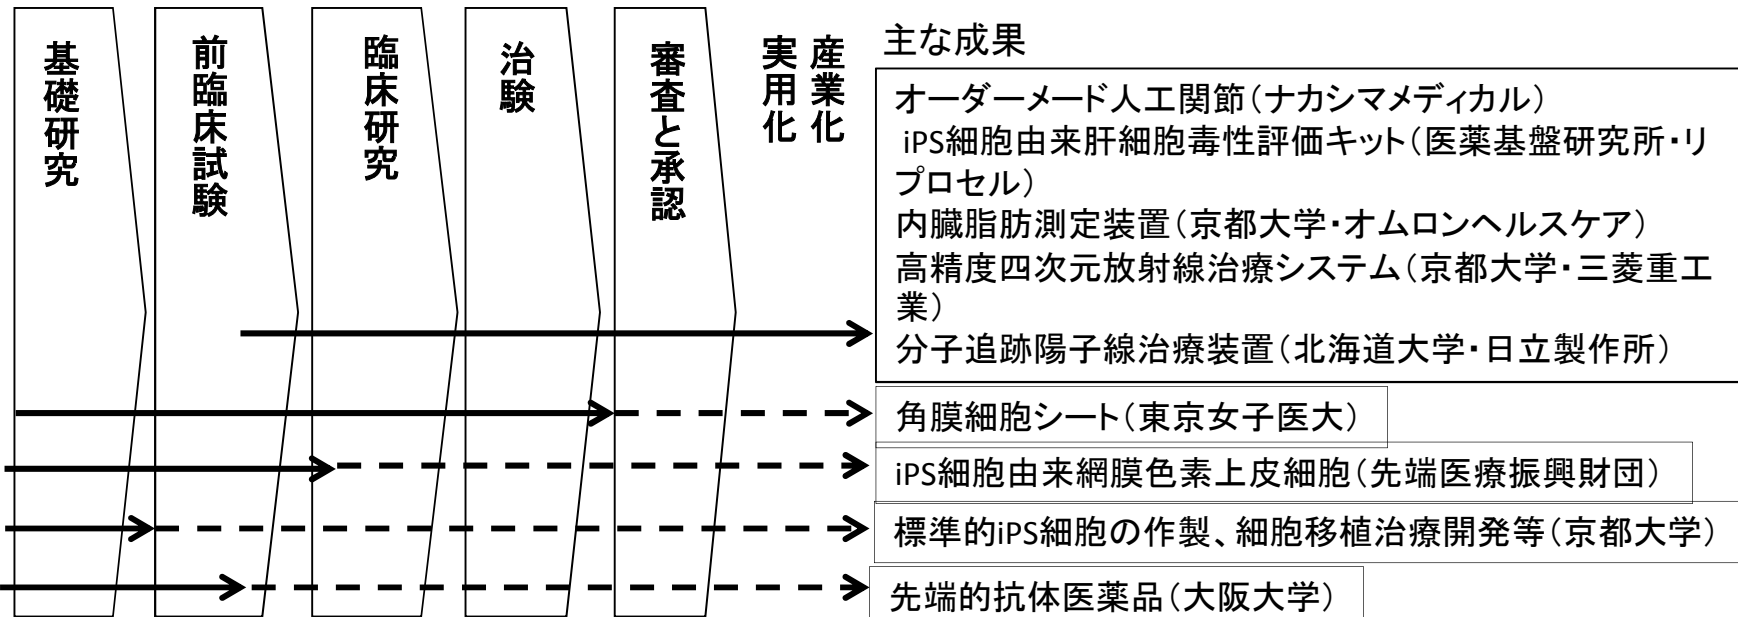 基礎研究
前臨床試験
臨床研究
治験
審査と承認
産業化
実用化
主な成果
オーダーメード人工関節(ナカシマメディカル)
iPS細胞由来肝細胞毒性評価キット(医薬基盤研究所・リ
プロセル)
内臓脂肪測定装置(京都大学・オムロンヘルスケア)
高精度四次元放射線治療システム(京都大学・三菱重工
業)
分子追跡陽子線治療装置(北海道大学・日立製作所)
角膜細胞シート(東京女子医大)
iPS細胞由来網膜色素上皮細胞(先端医療振興財団)
標準的iPS細胞の作製、細胞移植治療開発等(京都大学)
先端的抗体医薬品(大阪大学)